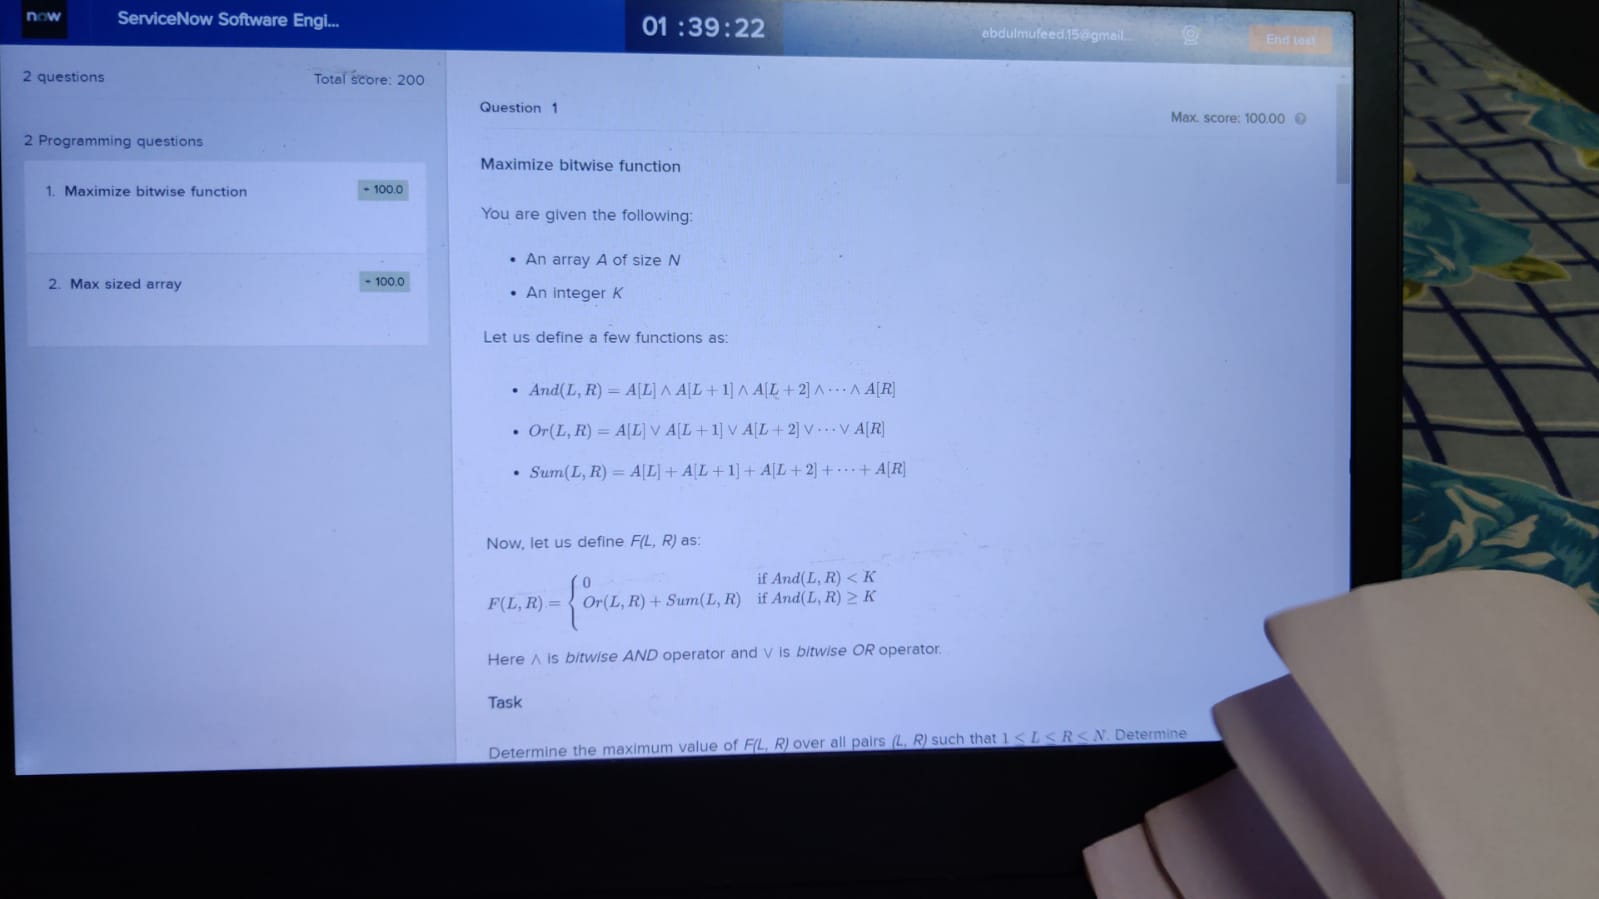 now
ServiceNow Software Engi...
01 :39:22
abdulmufeed.15@gmail...
End test
2 questions
Total score: 200
2 Programming questions
1. Maximize bitwise function
- 100.0
2. Max sized array
- 100.0
Question 1
Max. score: 100.00
Maximize bitwise function
You are given the following:
• An array A of size N
• An integer K
Let us define a few functions as:
• And(L, R) = A[L] ∧ A[L + 1] ∧ A[L + 2] ∧ ··· ∧ A[R]
• Or(L, R) = A[L] ∨ A[L + 1] ∨ A[L + 2] ∨ ··· ∨ A[R]
• Sum(L, R) = A[L] + A[L + 1] + A[L + 2] + ··· + A[R]
Now, let us define F(L, R) as:
0 if And(L, R) < K
F(L, R) = { Or(L, R) + Sum(L, R) if And(L, R) ≥ K
Here ∧ is bitwise AND operator and ∨ is bitwise OR operator.
Task
Determine the maximum value of F(L, R) over all pairs (L, R) such that 1 ≤ L ≤ R ≤ N. Determine